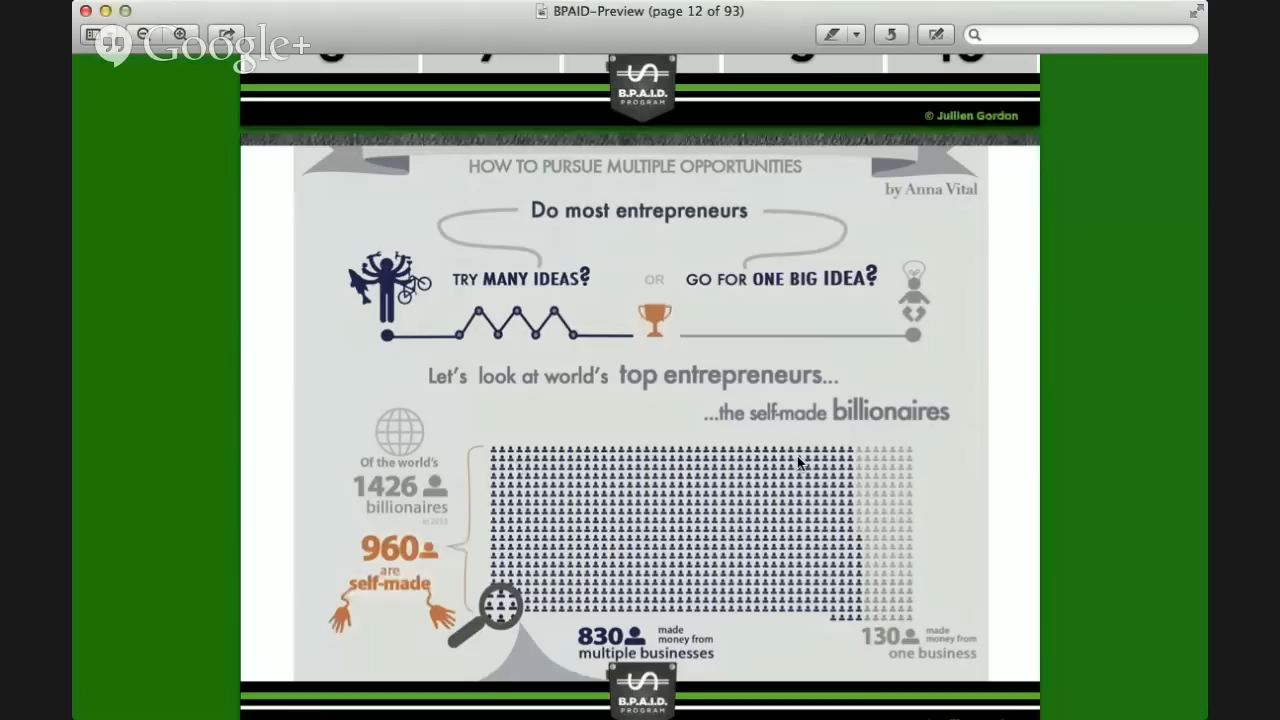 BPAID-Preview (page 12 of 93)
Google+
B.P.A.I.D.
PROGRAM
© Jullien Gordon
HOW TO PURSUE MULTIPLE OPPORTUNITIES
by Anna Vital
Do most entrepreneurs
TRY MANY IDEAS? OR GO FOR ONE BIG IDEA?
Let's look at world's top entrepreneurs...
...the self-made billionaires
Of the world's
1426
billionaires
in 2013
960
are
self-made
830 made
money from
multiple businesses
130 made
money from
one business
B.P.A.I.D.
PROGRAM